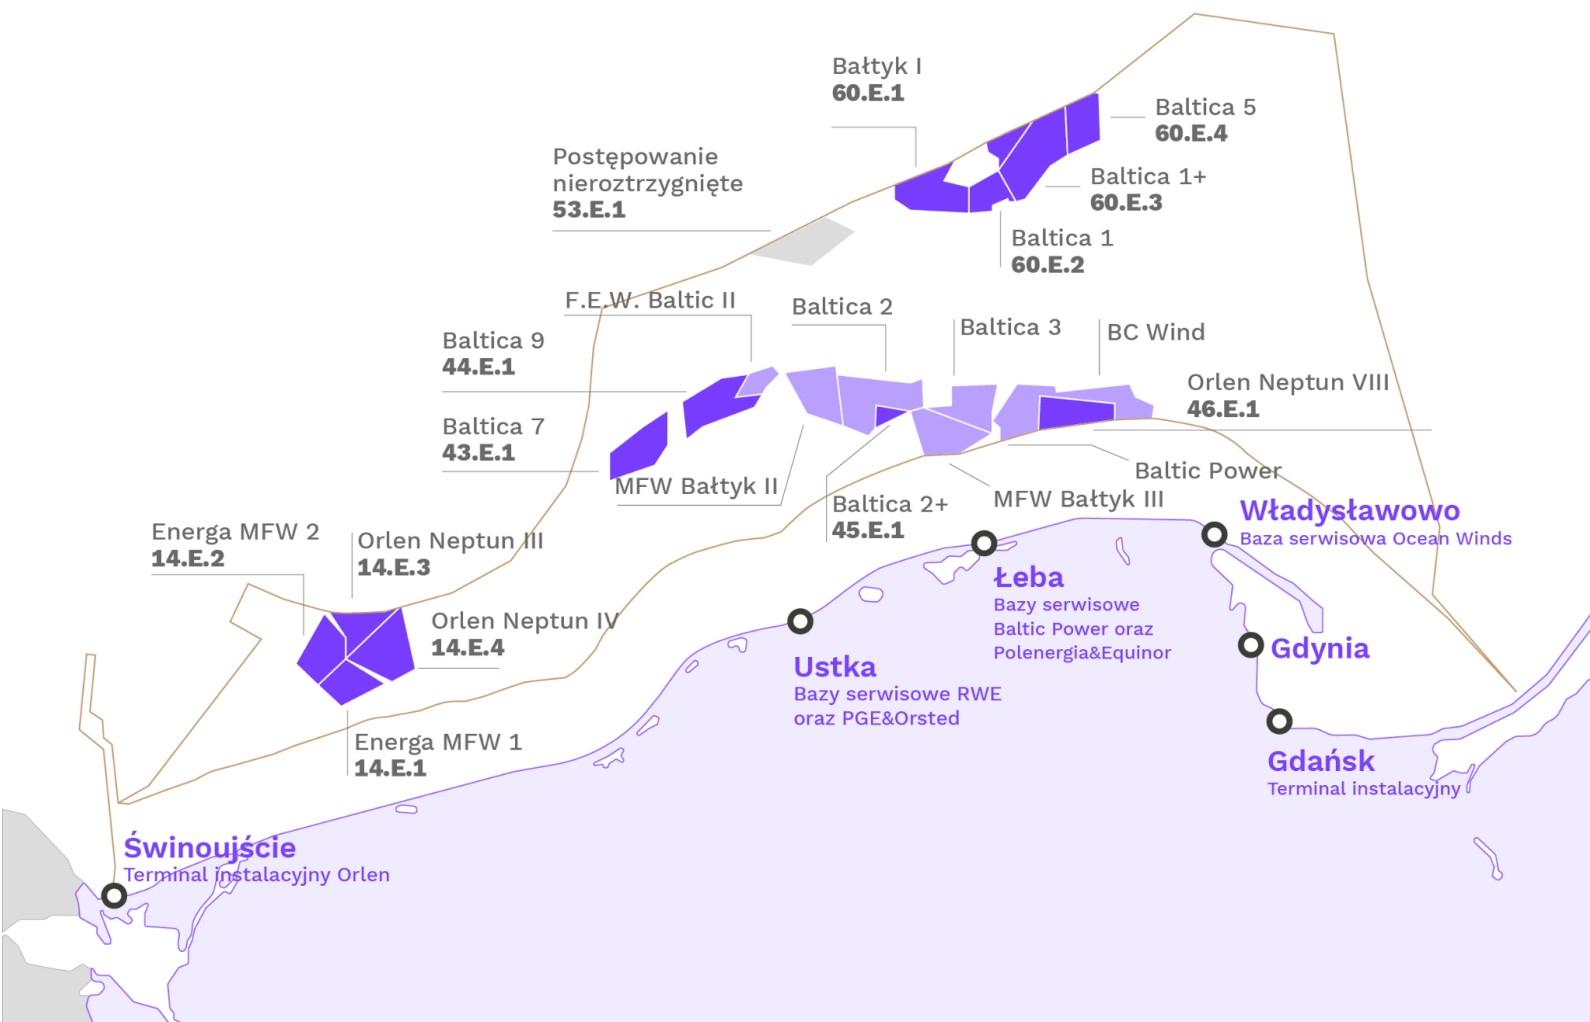 Bałtyk I
60.E.1
Baltica 5
60.E.4
Postępowanie
nieroztrzygnięte
53.E.1
Baltica 1+
60.E.3
Baltica 1
60.E.2
F.E.W. Baltic II
Baltica 2
Baltica 3
BC Wind
Baltica 9
44.E.1
Orlen Neptun VIII
46.E.1
Baltica 7
43.E.1
MFW Bałtyk II
Baltica 2+
45.E.1
MFW Bałtyk III
Baltic Power
Energa MFW 2
14.E.2
Orlen Neptun III
14.E.3
Orlen Neptun IV
14.E.4
Energa MFW 1
14.E.1
Władysławowo
Baza serwisowa Ocean Winds
Łeba
Bazy serwisowe
Baltic Power oraz
Polenergia&Equinor
Ustka
Bazy serwisowe RWE
oraz PGE&Orsted
Gdynia
Gdańsk
Terminal instalacyjny
Świnoujście
Terminal instalacyjny Orlen